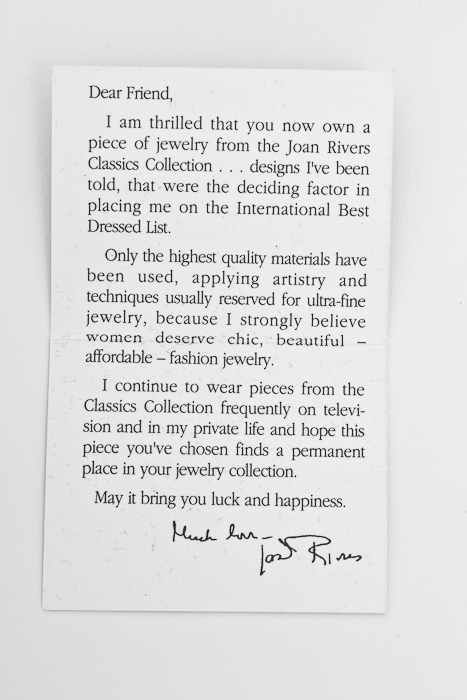 Dear Friend,
I am thrilled that you now own a
piece of jewelry from the Joan Rivers
Classics Collection . . . designs I've been
told, that were the deciding factor in
placing me on the International Best
Dressed List.
Only the highest quality materials have
been used, applying artistry and
techniques usually reserved for ultra-fine
jewelry, because I strongly believe
women deserve chic, beautiful –
affordable – fashion jewelry.
I continue to wear pieces from the
Classics Collection frequently on televi-
sion and in my private life and hope this
piece you've chosen finds a permanent
place in your jewelry collection.
May it bring you luck and happiness.
Much love –
Joan Rivers